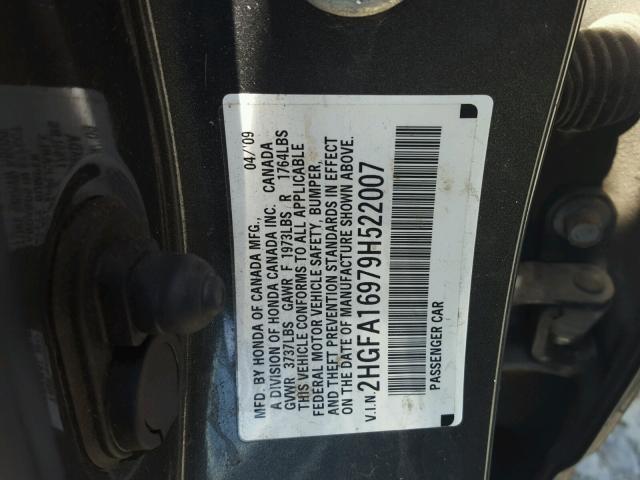 MFD. BY HONDA OF CANADA MFG., 04/'09
A DIVISION OF HONDA CANADA INC. CANADA
GVWR 3737LBS GAWR F 1973LBS R 1764LBS
THIS VEHICLE CONFORMS TO ALL APPLICABLE
FEDERAL MOTOR VEHICLE SAFETY, BUMPER,
AND THEFT PREVENTION STANDARDS IN EFFECT
ON THE DATE OF MANUFACTURE SHOWN ABOVE.
V.I.N. 2HGFA16979H522007
PASSENGER CAR